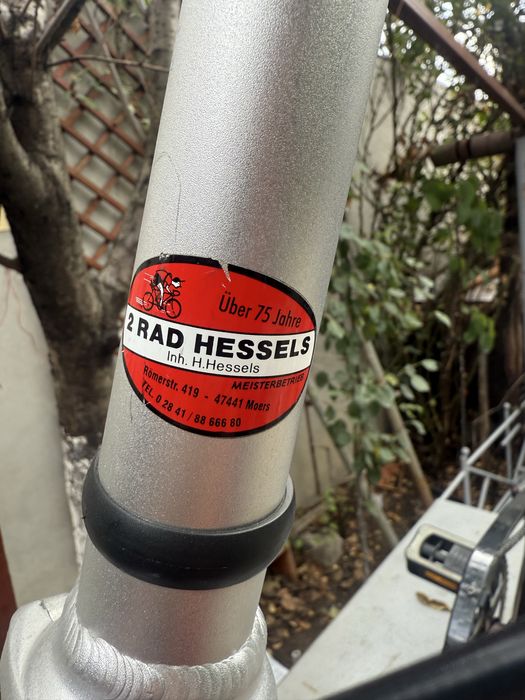 Über 75 Jahre
2 RAD HESSELS
Inh. H.Hessels
MEISTERBETRIEB
Römerstr. 419 - 47441 Moers
TEL. 0 28 41 / 88 666 80